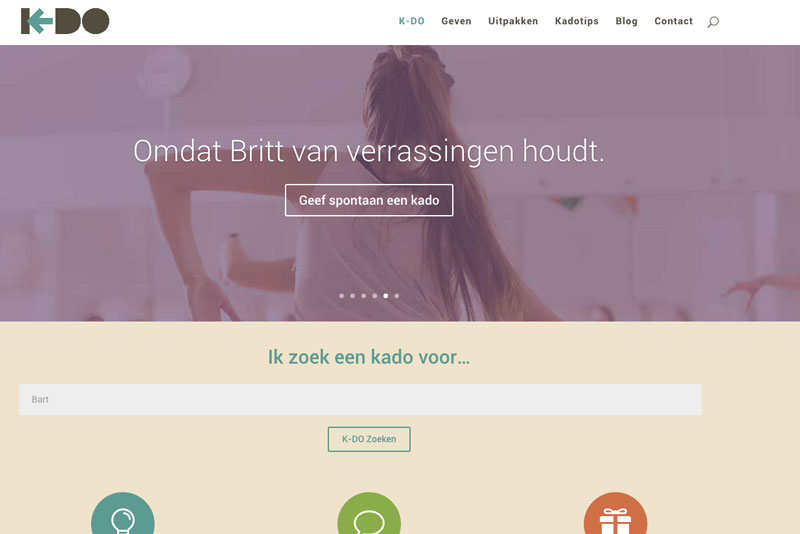 K-DO
K-DO Geven Uitpakken Kadotips Blog Contact
Omdat Britt van verrassingen houdt.
Geef spontaan een kado
Ik zoek een kado voor...
Bart
K-DO Zoeken